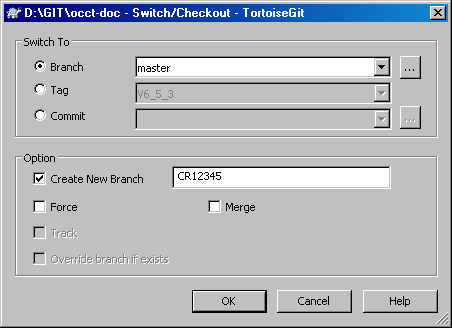 D:\GIT\occt-doc - Switch/Checkout - TortoiseGit
Switch To
Branch master ...
Tag V6_5_3
Commit ...
Option
Create New Branch CR12345
Force Merge
Track
Override branch if exists
OK Cancel Help